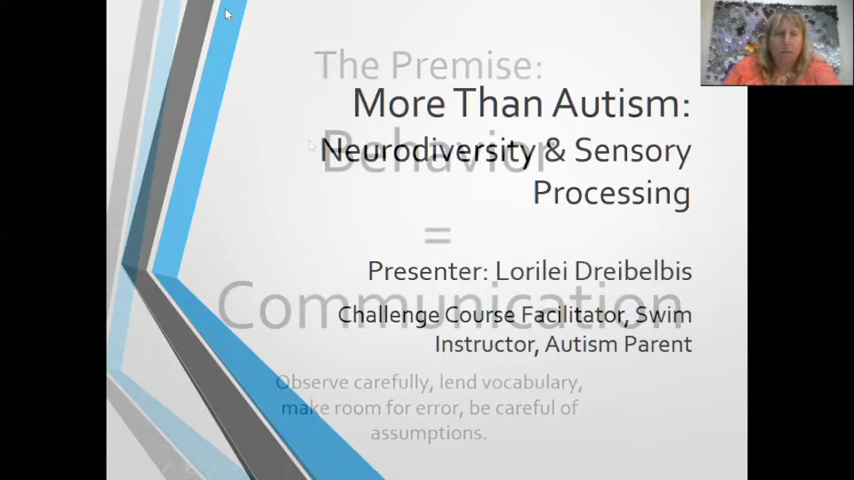 The Premise:
More Than Autism:
Behavior
Neurodiversity & Sensory
Processing
=
Presenter: Lorilei Dreibelbis
Communication
Challenge Course Facilitator, Swim
Instructor, Autism Parent
Observe carefully, lend vocabulary,
make room for error, be careful of
assumptions.